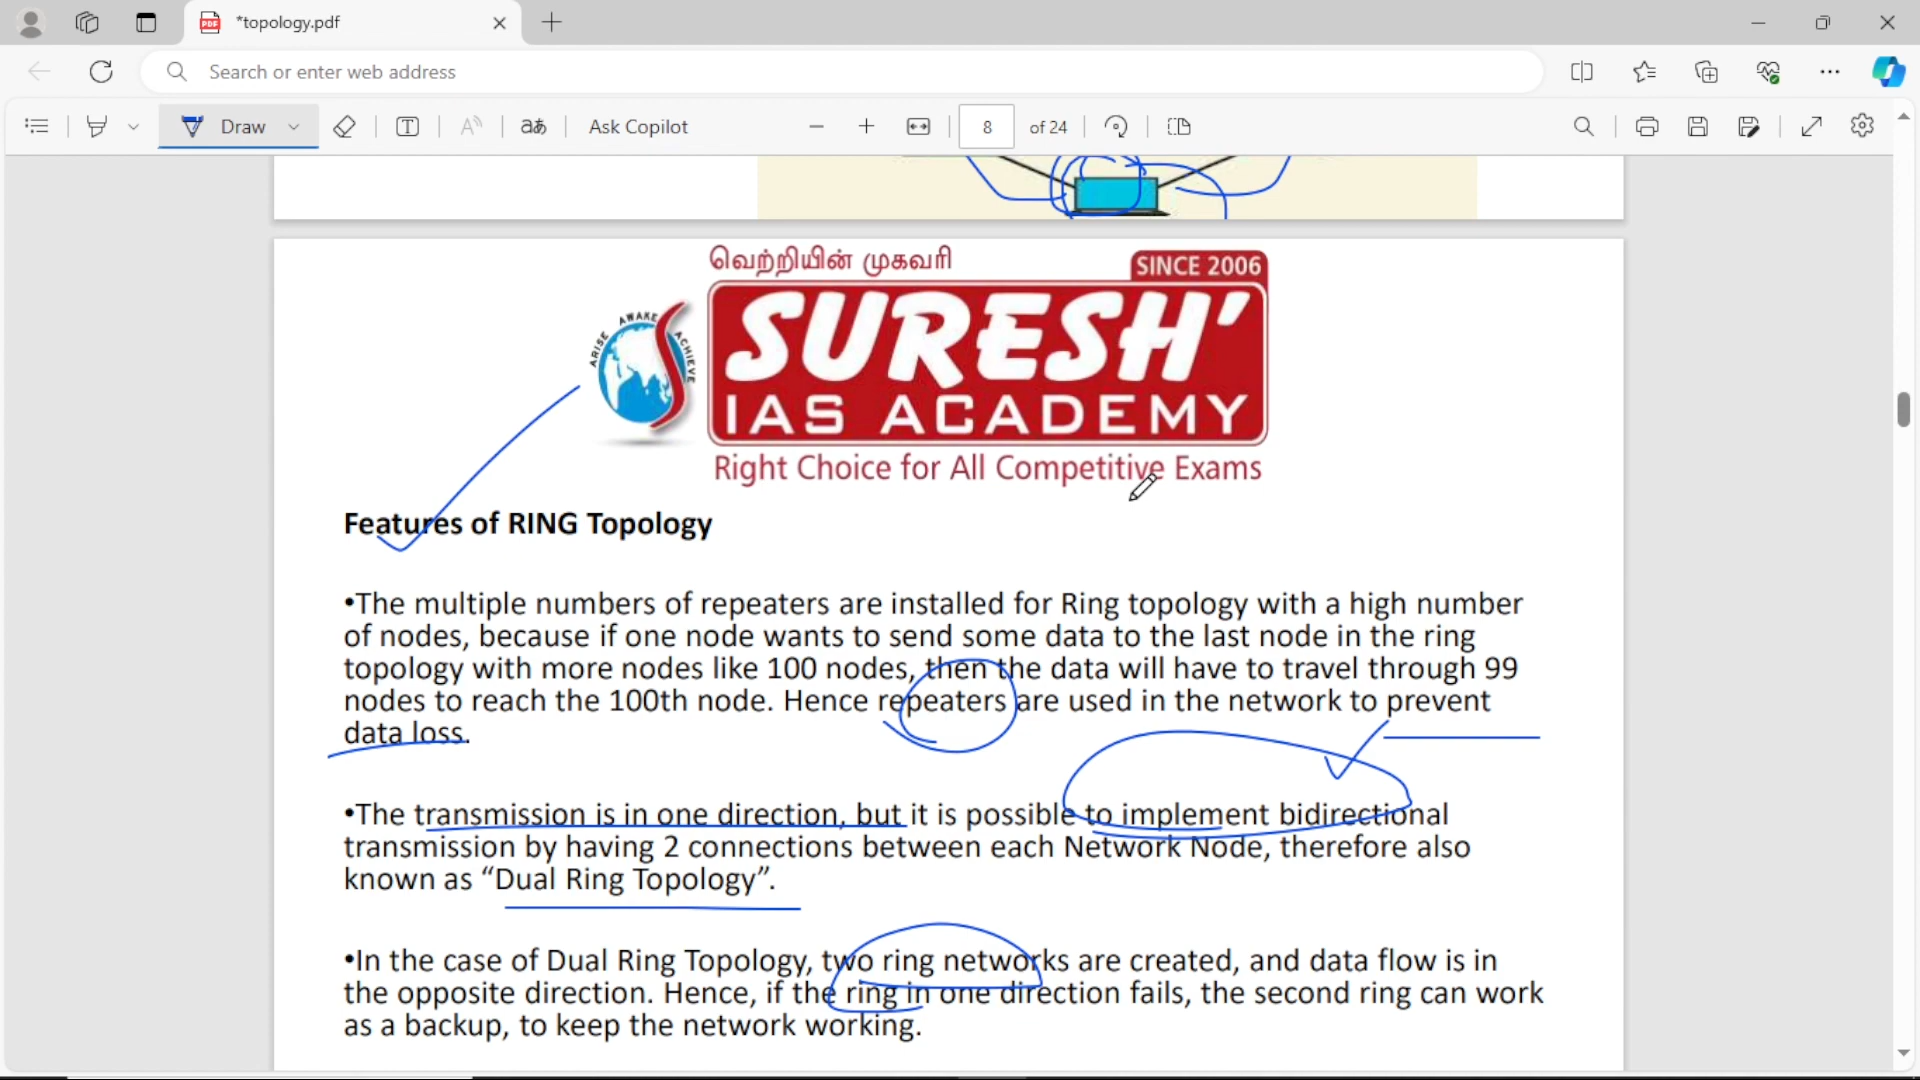 *topology.pdf
Search or enter web address
Draw
Ask Copilot
8 of 24
வெற்றியின் முகவரி
SINCE 2006
ARISE AWAKE ACHIEVE
SURESH'
IAS ACADEMY
Right Choice for All Competitive Exams
Features of RING Topology
•The multiple numbers of repeaters are installed for Ring topology with a high number
of nodes, because if one node wants to send some data to the last node in the ring
topology with more nodes like 100 nodes, then the data will have to travel through 99
nodes to reach the 100th node. Hence repeaters are used in the network to prevent
data loss.
•The transmission is in one direction, but it is possible to implement bidirectional
transmission by having 2 connections between each Network Node, therefore also
known as “Dual Ring Topology”.
•In the case of Dual Ring Topology, two ring networks are created, and data flow is in
the opposite direction. Hence, if the ring in one direction fails, the second ring can work
as a backup, to keep the network working.